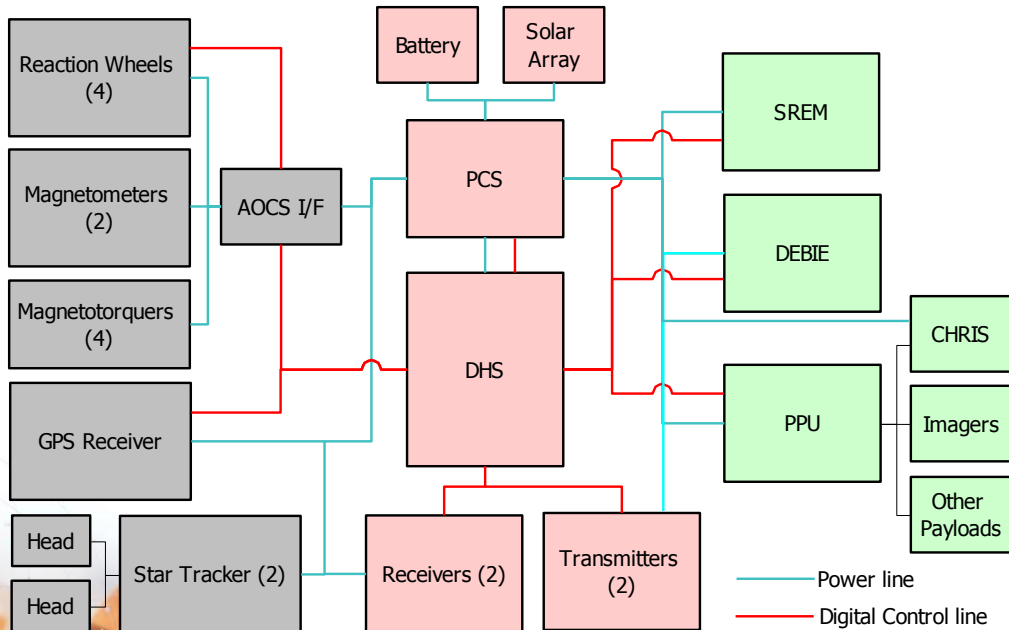 Reaction Wheels
(4)
Magnetometers
(2)
Magnetotorquers
(4)
GPS Receiver
Head
Head
Star Tracker (2)
AOCS I/F
Battery
Solar
Array
PCS
DHS
Receivers (2)
Transmitters
(2)
SREM
DEBIE
PPU
CHRIS
Imagers
Other
Payloads
Power line
Digital Control line